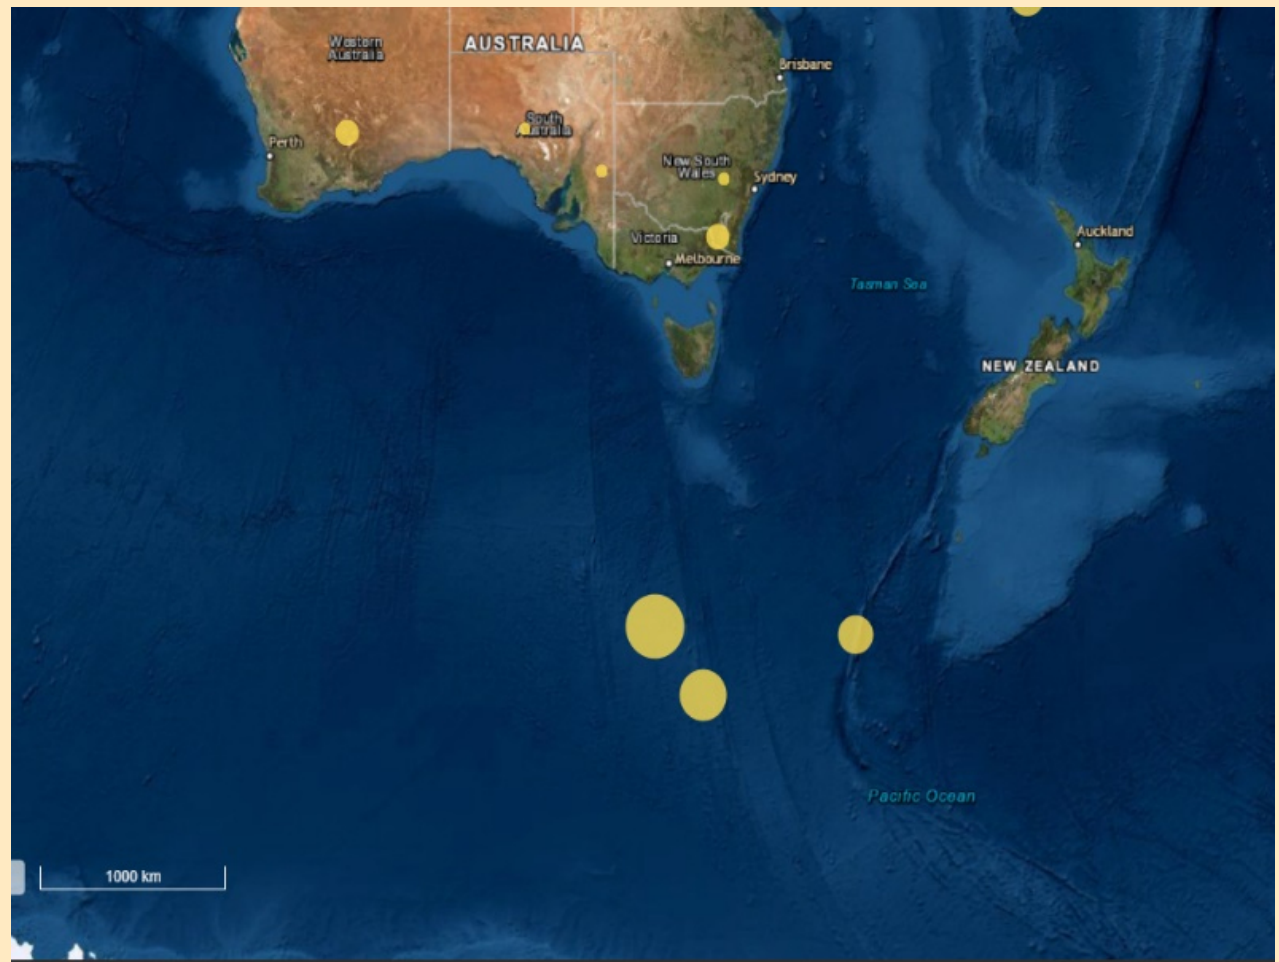 Western
Australia
AUSTRALIA
Brisbane
South
Australia
Perth
New South
Wales
Sydney
Victoria
Melbourne
Auckland
Tasman Sea
NEW ZEALAND
Pacific Ocean
1000 km